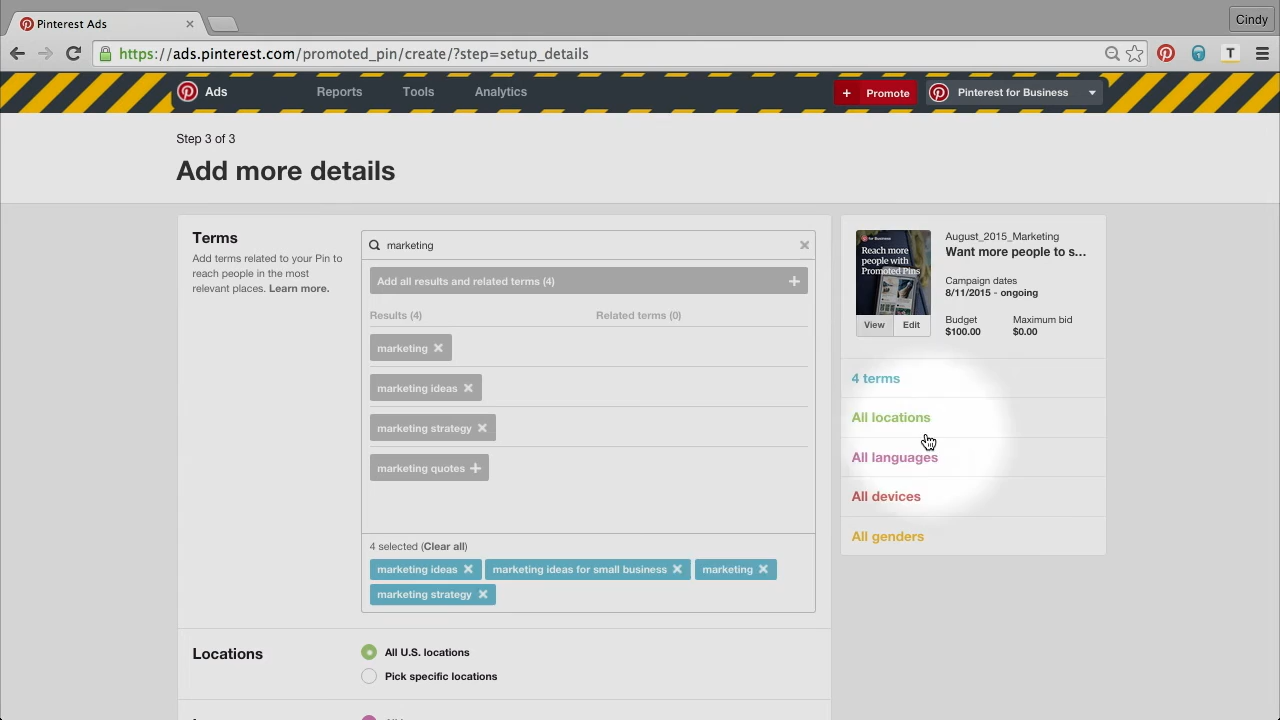 Pinterest Ads
Cindy
https://ads.pinterest.com/promoted_pin/create/?step=setup_details
T
Ads Reports Tools Analytics + Promote Pinterest for Business
Step 3 of 3
Add more details
Terms
Add terms related to your Pin to
reach people in the most
relevant places. Learn more.
marketing
Add all results and related terms (4)
Results (4) Related terms (0)
marketing
marketing ideas
marketing strategy
marketing quotes
4 selected (Clear all)
marketing ideas marketing ideas for small business marketing
marketing strategy
Locations
All U.S. locations
Pick specific locations
for Business
Reach more
people with
Promoted Pins
View Edit
August_2015_Marketing
Want more people to s...
Campaign dates
8/11/2015 - ongoing
Budget Maximum bid
$100.00 $0.00
4 terms
All locations
All languages
All devices
All genders